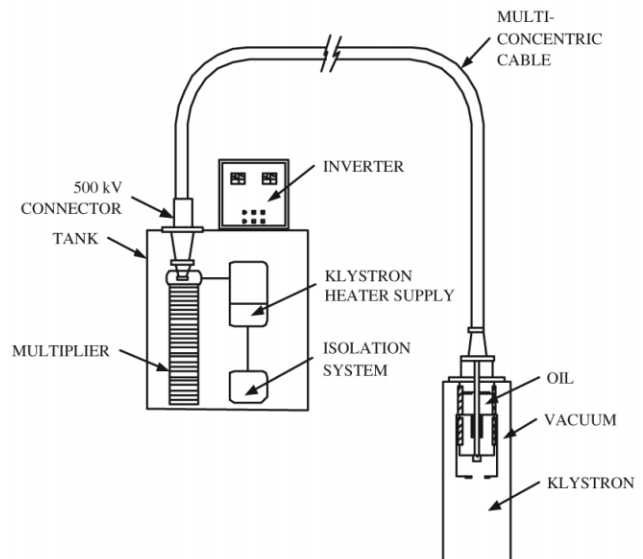 MULTI-
CONCENTRIC
CABLE
INVERTER
500 kV
CONNECTOR
TANK
KLYSTRON
HEATER SUPPLY
MULTIPLIER
ISOLATION
SYSTEM
OIL
VACUUM
KLYSTRON